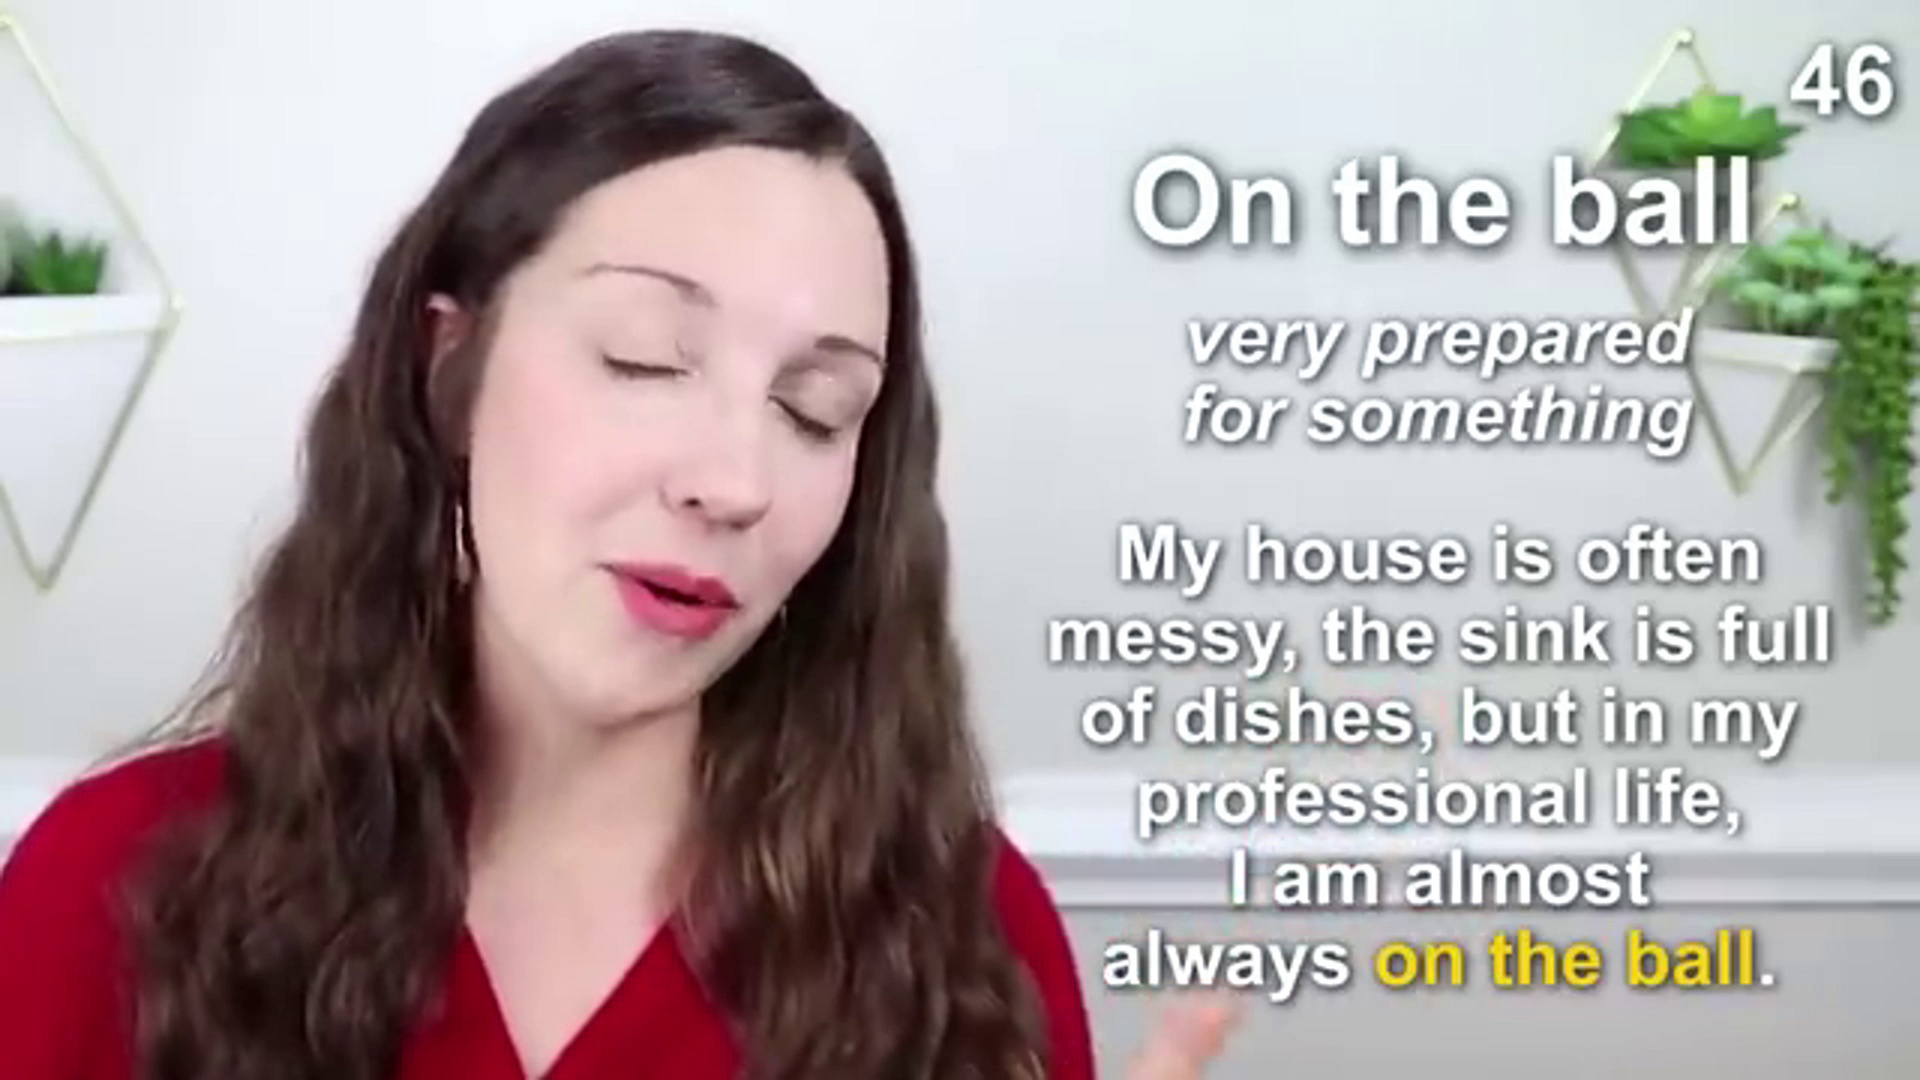 46
On the ball
very prepared
for something
My house is often
messy, the sink is full
of dishes, but in my
professional life,
I am almost
always on the ball.